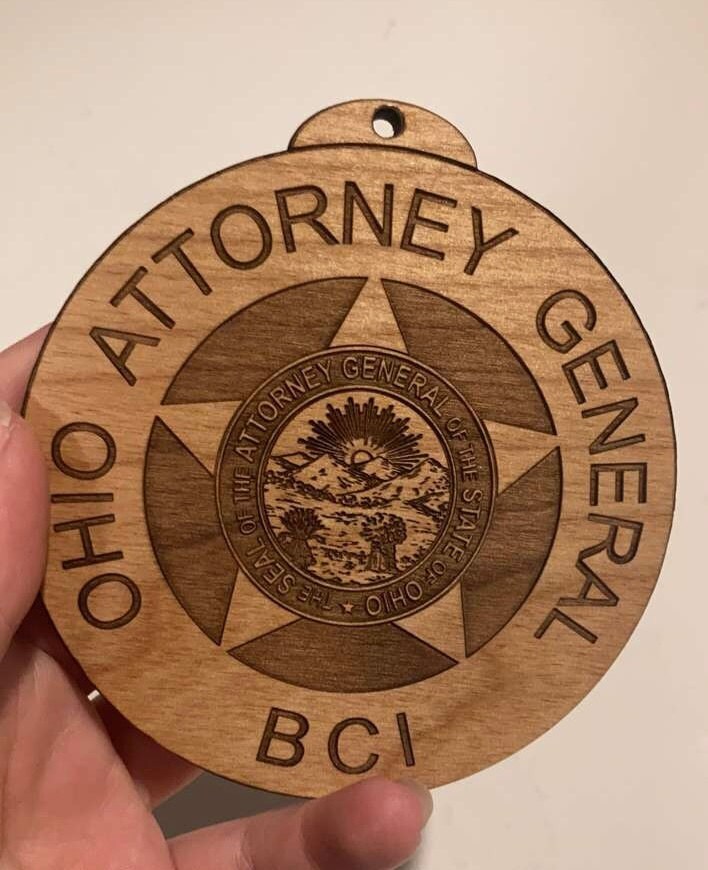 OHIO ATTORNEY GENERAL
THE SEAL OF THE ATTORNEY GENERAL OF THE STATE OF OHIO
BCI